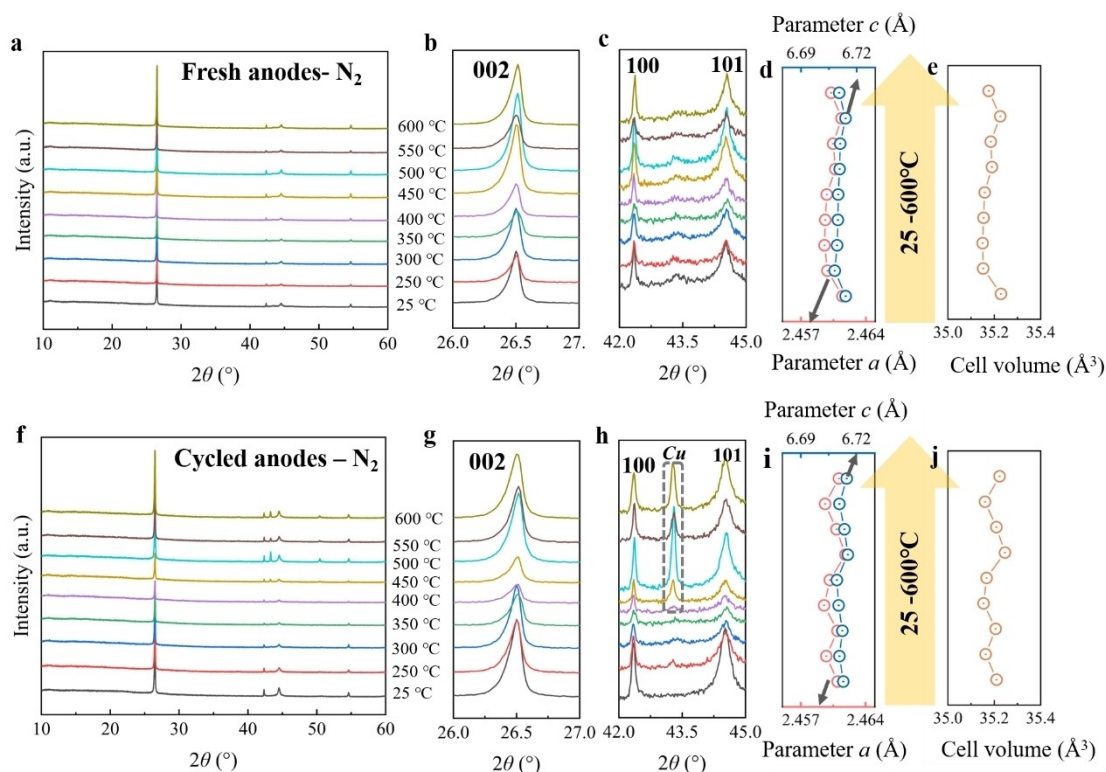 a
Fresh anodes- N2
Intensity (a.u.)
600 ℃
550 ℃
500 ℃
450 ℃
400 ℃
350 ℃
300 ℃
250 ℃
25 ℃
10 20 30 40 50 60
2θ (°)
b
002
26.0 26.5 27.
2θ (°)
c
100 101
42.0 43.5 45.0
2θ (°)
Parameter c (Å)
6.69 6.72
d
2.457 2.464
Parameter a (Å)
25 -600℃
e
35.0 35.2 35.4
Cell volume (Å³)
f
Cycled anodes – N2
Intensity (a.u.)
600 ℃
550 ℃
500 ℃
450 ℃
400 ℃
350 ℃
300 ℃
250 ℃
25 ℃
10 20 30 40 50 60
2θ (°)
g
002
26.0 26.5 27.0
2θ (°)
h
100 Cu 101
42.0 43.5 45.0
2θ (°)
Parameter c (Å)
6.69 6.72
i
2.457 2.464
Parameter a (Å)
25 -600℃
j
35.0 35.2 35.4
Cell volume (Å³)